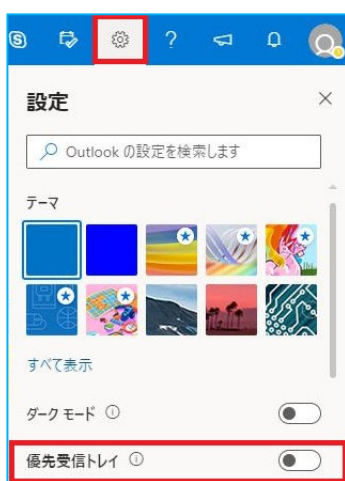 設定
Outlook の設定を検索します
テーマ
すべて表示
ダーク モード
優先受信トレイ